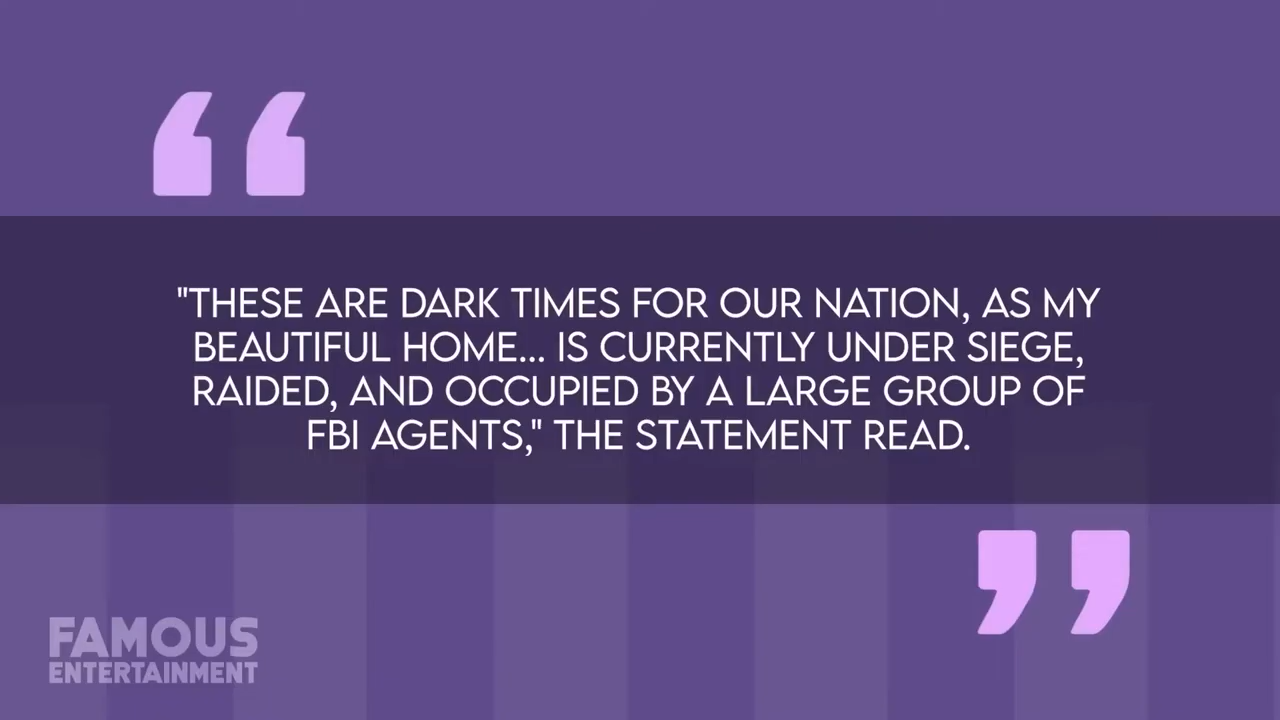 "THESE ARE DARK TIMES FOR OUR NATION, AS MY
BEAUTIFUL HOME... IS CURRENTLY UNDER SIEGE,
RAIDED, AND OCCUPIED BY A LARGE GROUP OF
FBI AGENTS," THE STATEMENT READ.
FAMOUS
ENTERTAINMENT